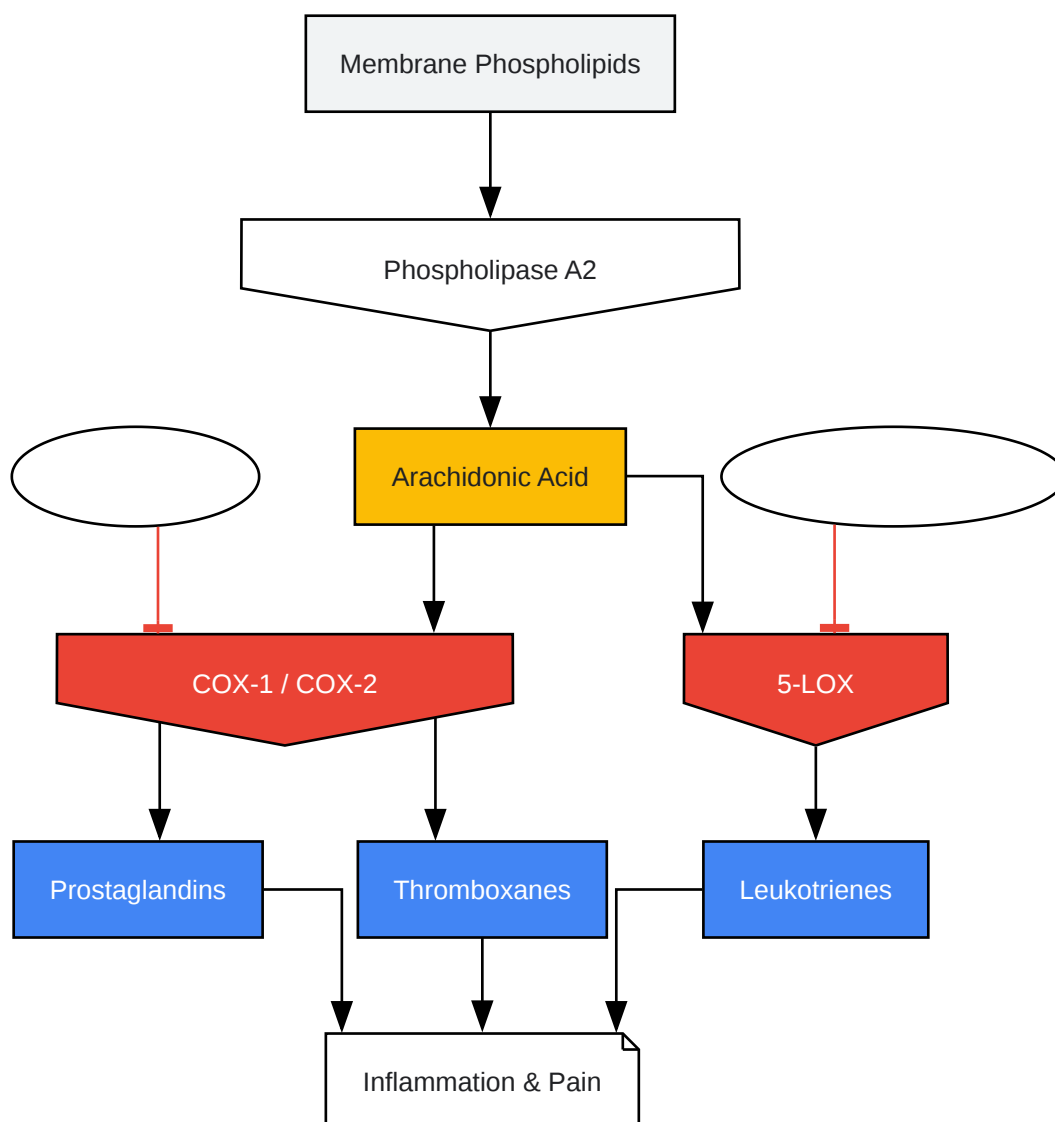 Membrane Phospholipids
Phospholipase A2
Arachidonic Acid
COX-1 / COX-2
5-LOX
Prostaglandins
Thromboxanes
Leukotrienes
Inflammation & Pain